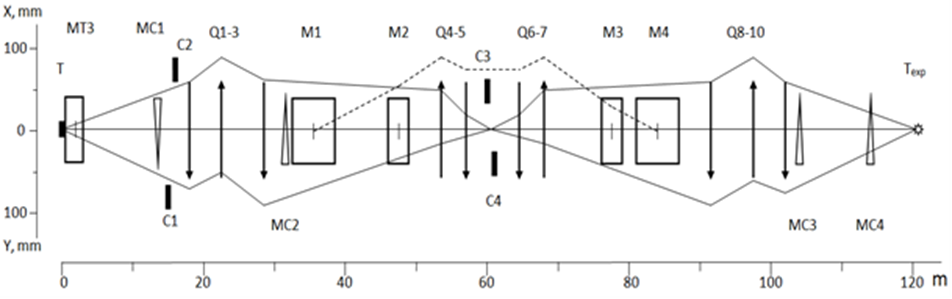 X, mm
MT3 MC1 C2 Q1-3 M1 M2 Q4-5 C3 Q6-7 M3 M4 Q8-10
100
T
T_exp
0
C1
MC2
C4
MC3 MC4
100
Y, mm
0 20 40 60 80 100 120 m